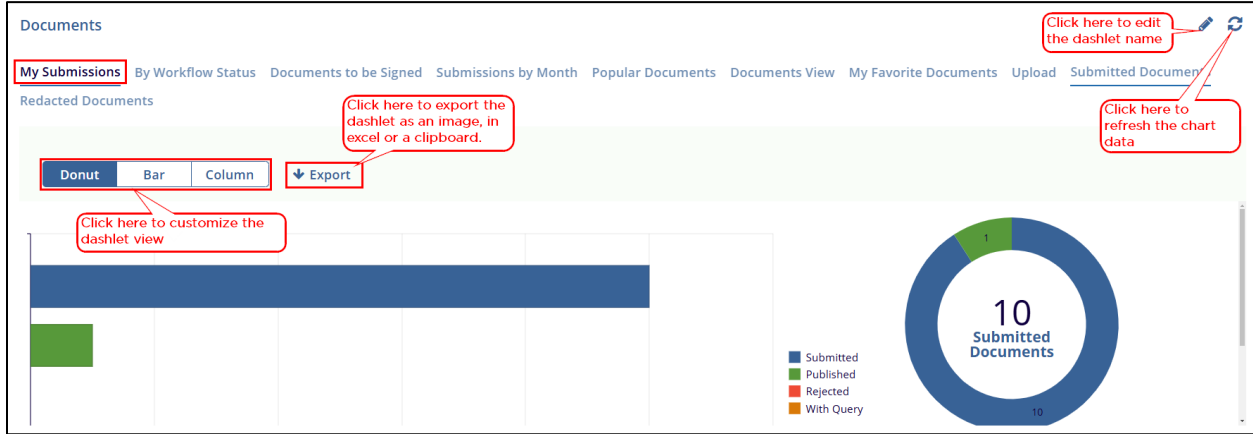 Documents
Click here to edit
the dashlet name
My Submissions By Workflow Status Documents to be Signed Submissions by Month Popular Documents Documents View My Favorite Documents Upload Submitted Documents
Redacted Documents
Click here to export the
dashlet as an image, in
excel or a clipboard.
Click here to
refresh the chart
data
Donut Bar Column Export
Click here to customize the
dashlet view
1
10
Submitted
Documents
Submitted
Published
Rejected
With Query
10